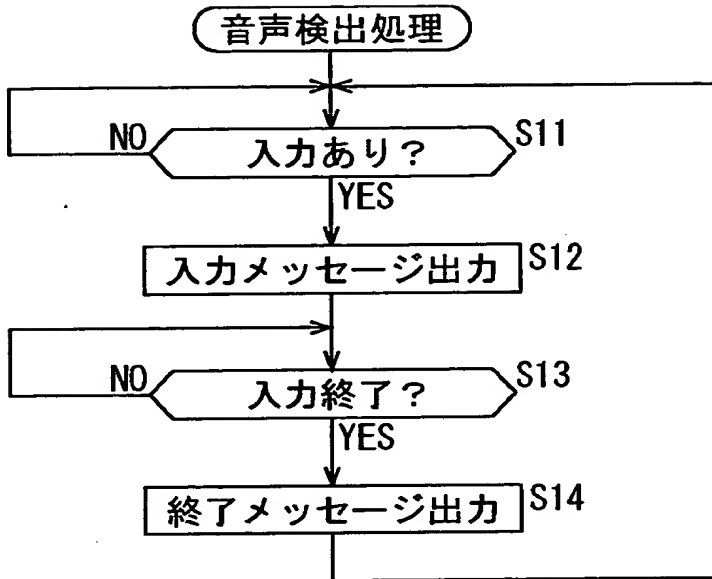 音声検出処理
NO 入力あり? S11
YES
入力メッセージ出力 S12
NO 入力終了? S13
YES
終了メッセージ出力 S14